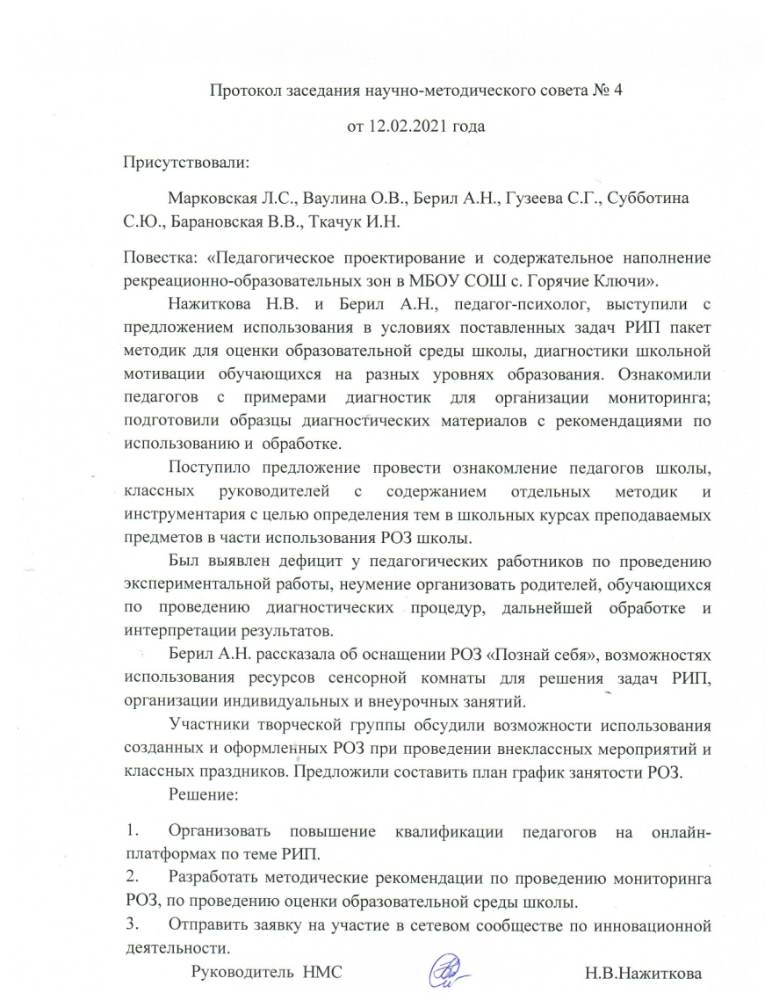 Протокол заседания научно-методического совета № 4
от 12.02.2021 года
Присутствовали:
Марковская Л.С., Ваулина О.В., Берил А.Н., Гузеева С.Г., Субботина
С.Ю., Барановская В.В., Ткачук И.Н.
Повестка: «Педагогическое проектирование и содержательное наполнение
рекреационно-образовательных зон в МБОУ СОШ с. Горячие Ключи».
Нажиткова Н.В. и Берил А.Н., педагог-психолог, выступили с
предложением использования в условиях поставленных задач РИП пакет
методик для оценки образовательной среды школы, диагностики школьной
мотивации обучающихся на разных уровнях образования. Ознакомили
педагогов с примерами диагностик для организации мониторинга;
подготовили образцы диагностических материалов с рекомендациями по
использованию и обработке.
Поступило предложение провести ознакомление педагогов школы,
классных руководителей с содержанием отдельных методик и
инструментария с целью определения тем в школьных курсах преподаваемых
предметов в части использования РОЗ школы.
Был выявлен дефицит у педагогических работников по проведению
экспериментальной работы, неумение организовать родителей, обучающихся
по проведению диагностических процедур, дальнейшей обработке и
интерпретации результатов.
Берил А.Н. рассказала об оснащении РОЗ «Познай себя», возможностях
использования ресурсов сенсорной комнаты для решения задач РИП,
организации индивидуальных и внеурочных занятий.
Участники творческой группы обсудили возможности использования
созданных и оформленных РОЗ при проведении внеклассных мероприятий и
классных праздников. Предложили составить план график занятости РОЗ.
Решение:
1. Организовать повышение квалификации педагогов на онлайн-
платформах по теме РИП.
2. Разработать методические рекомендации по проведению мониторинга
РОЗ, по проведению оценки образовательной среды школы.
3. Отправить заявку на участие в сетевом сообществе по инновационной
деятельности.
Руководитель НМС Н.В.Нажиткова